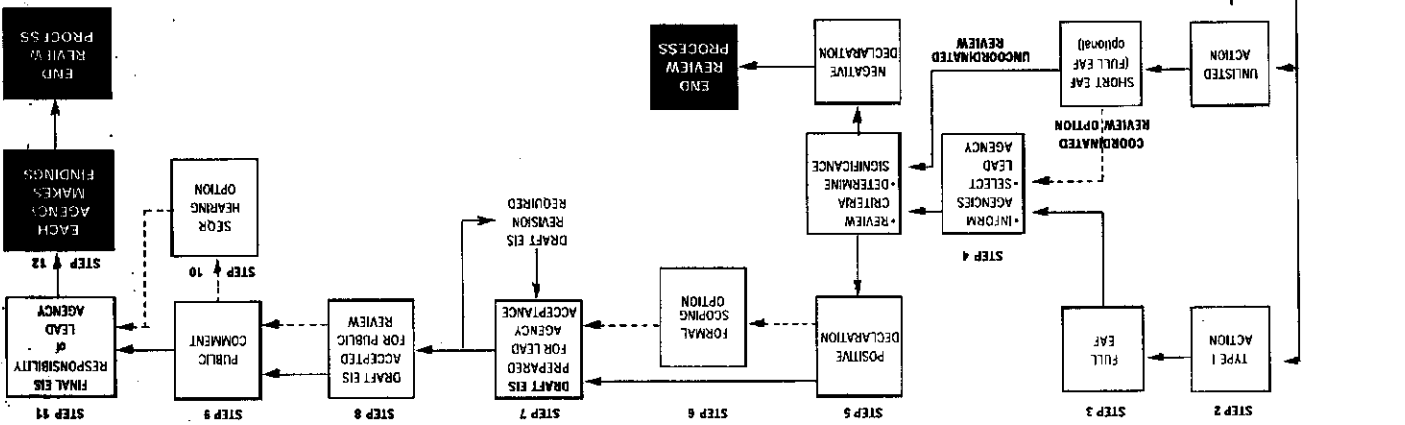 STEP 2
TYPE I
ACTION
STEP 3
FULL
EAF
STEP 5
POSITIVE
DECLARATION
STEP 6
FORMAL
SCOPING
OPTION
STEP 7
DRAFT EIS
PREPARED
FOR LEAD
AGENCY
ACCEPTANCE
STEP 8
DRAFT EIS
ACCEPTED
FOR PUBLIC
REVIEW
STEP 9
PUBLIC
COMMENT
STEP 11
FINAL EIS
RESPONSIBILITY
of
LEAD
AGENCY
STEP 4
• INFORM
AGENCIES
• SELECT
LEAD
AGENCY
• REVIEW
CRITERIA
• DETERMINE
SIGNIFICANCE
DRAFT EIS
REVISION
REQUIRED
STEP 10
SEQR
HEARING
OPTION
STEP 12
EACH
AGENCY
MAKES
FINDINGS
UNLISTED
ACTION
SHORT EAF
(FULL EAF
optional)
COORDINATED
REVIEW OPTION
UNCOORDINATED
REVIEW
NEGATIVE
DECLARATION
END
REVIEW
PROCESS
END
REVIEW
PROCESS